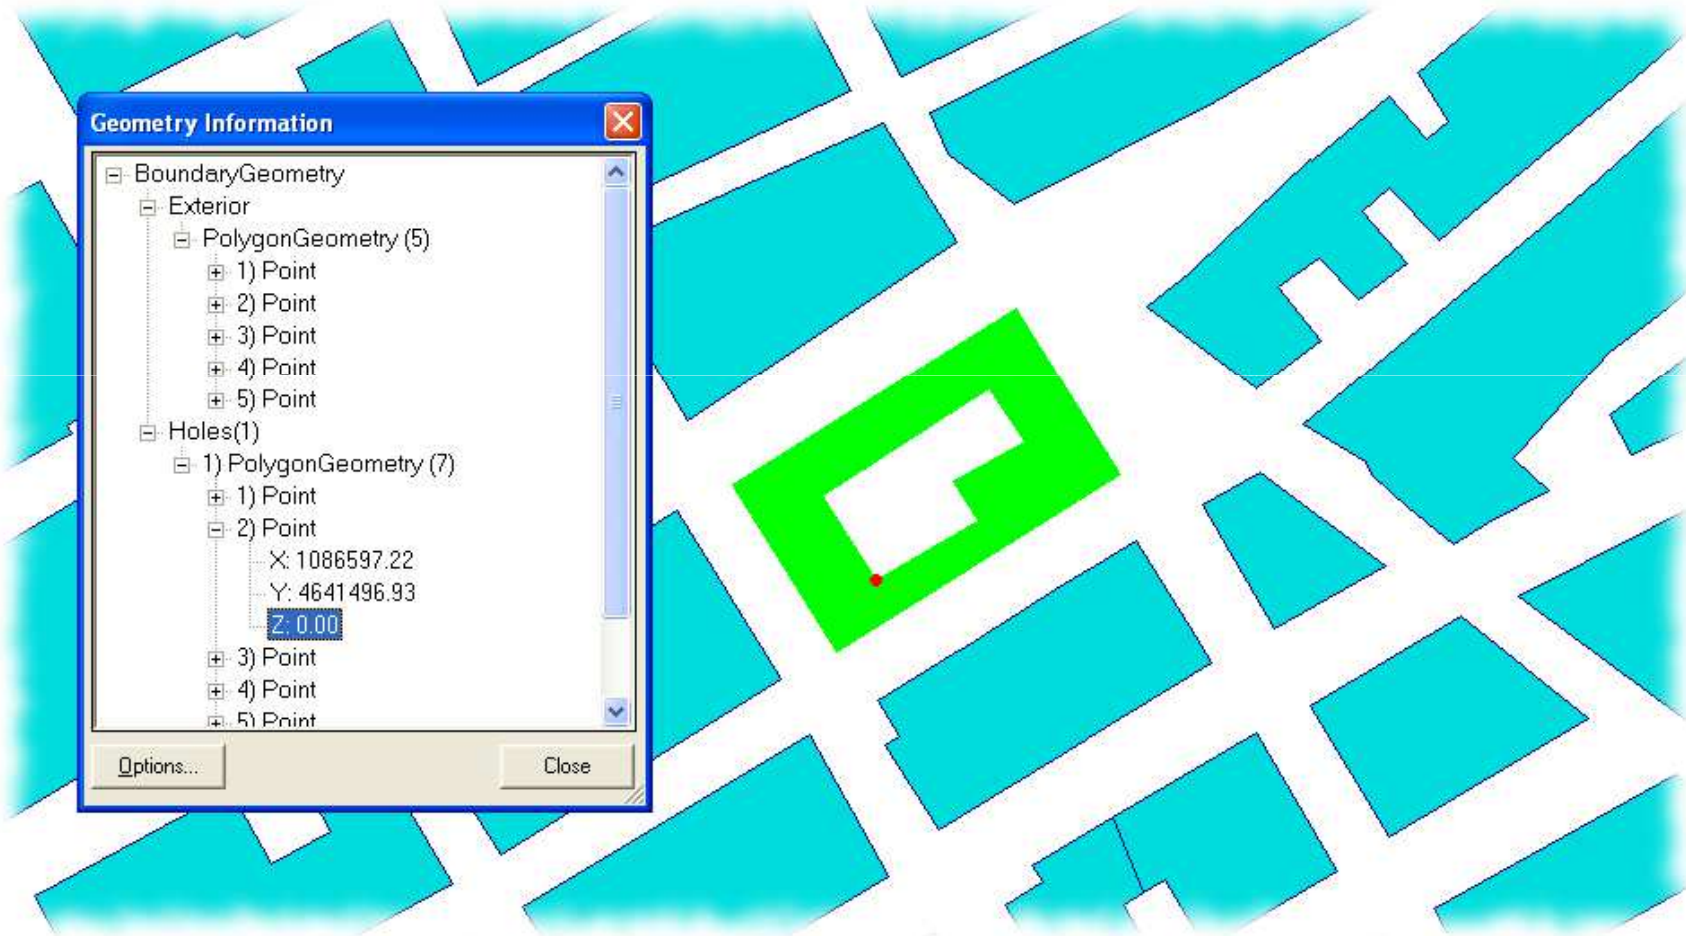 Geometry Information
BoundaryGeometry
Exterior
PolygonGeometry (5)
1) Point
2) Point
3) Point
4) Point
5) Point
Holes(1)
1) PolygonGeometry (7)
1) Point
2) Point
X: 1086597.22
Y: 4641496.93
Z: 0.00
3) Point
4) Point
5) Point
Options...
Close